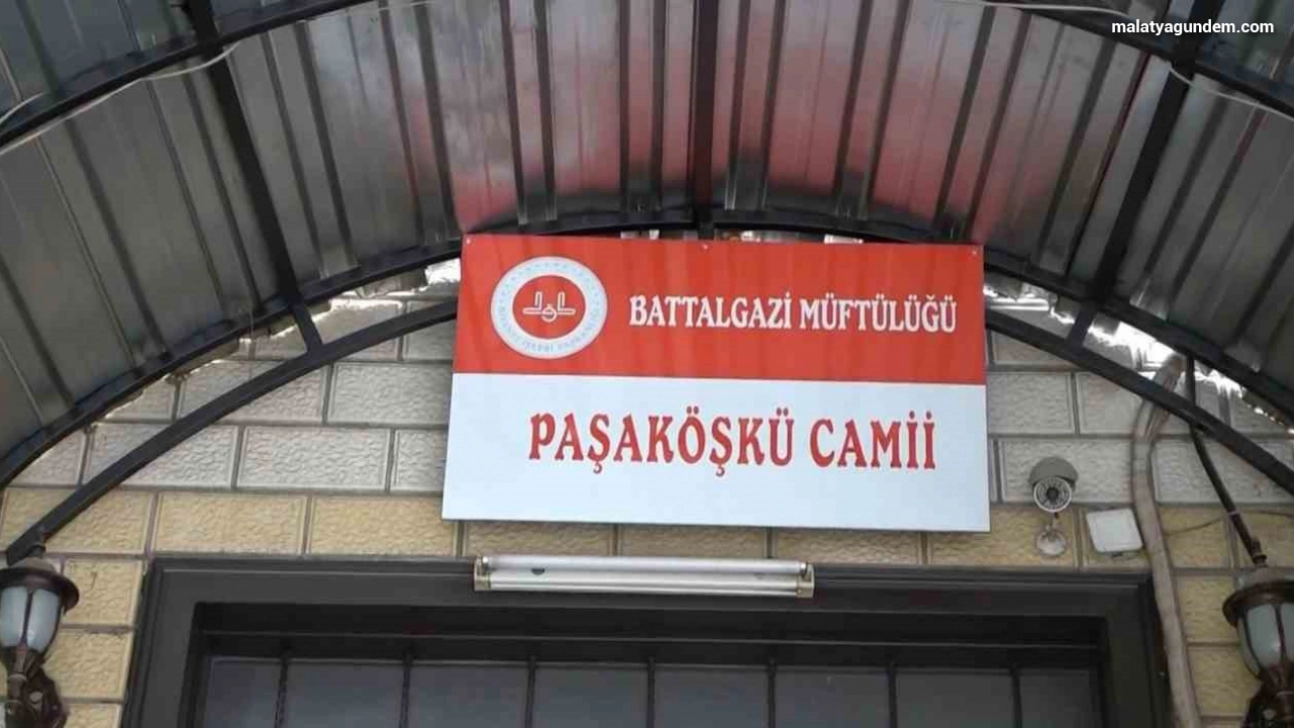 malatyagundem.com
BATTALGAZİ MÜFTÜLÜĞÜ
PAŞAKÖŞKÜ CAMİİ